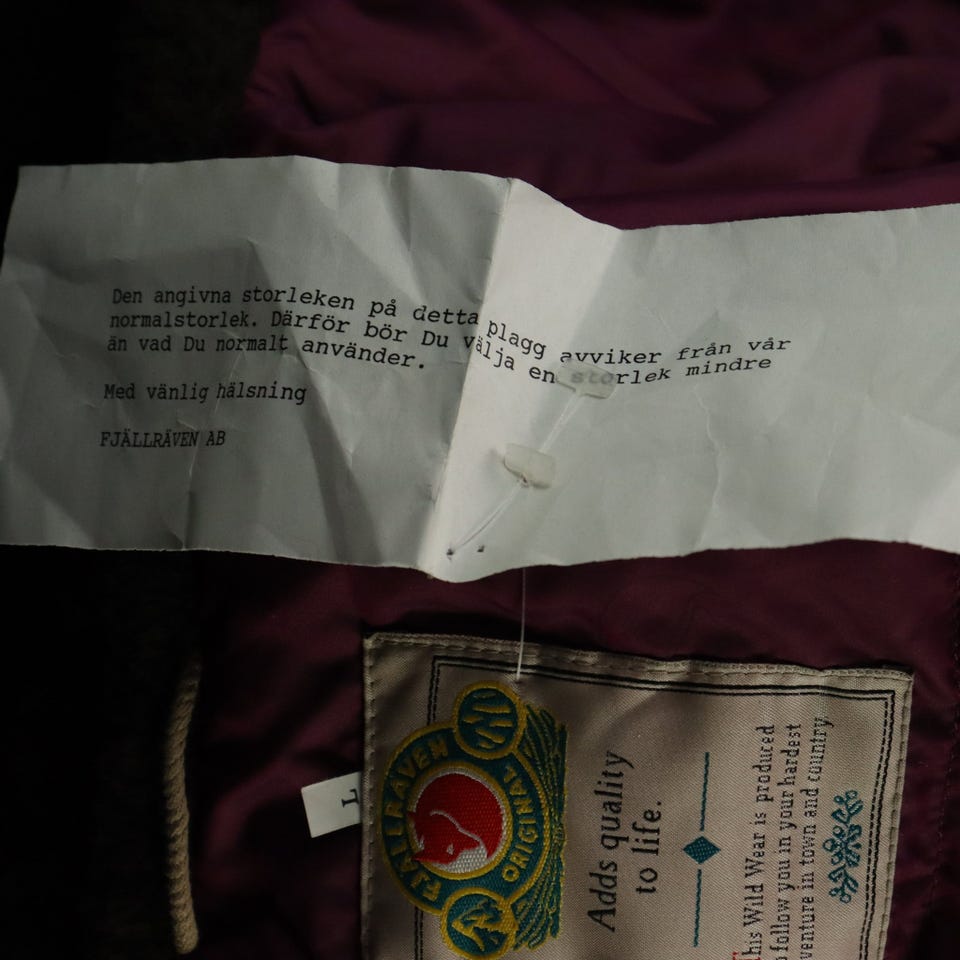 Den angivna storleken på detta plagg avviker från vår
normalstorlek. Därför bör Du välja en storlek mindre
än vad Du normalt använder.
Med vänlig hälsning
FJÄLLRÄVEN AB
L
FJÄLLRÄVEN
ORIGINAL
Adds quality
to life.
This Wild Wear is produced
follow you in your hardest
venture in town and country.